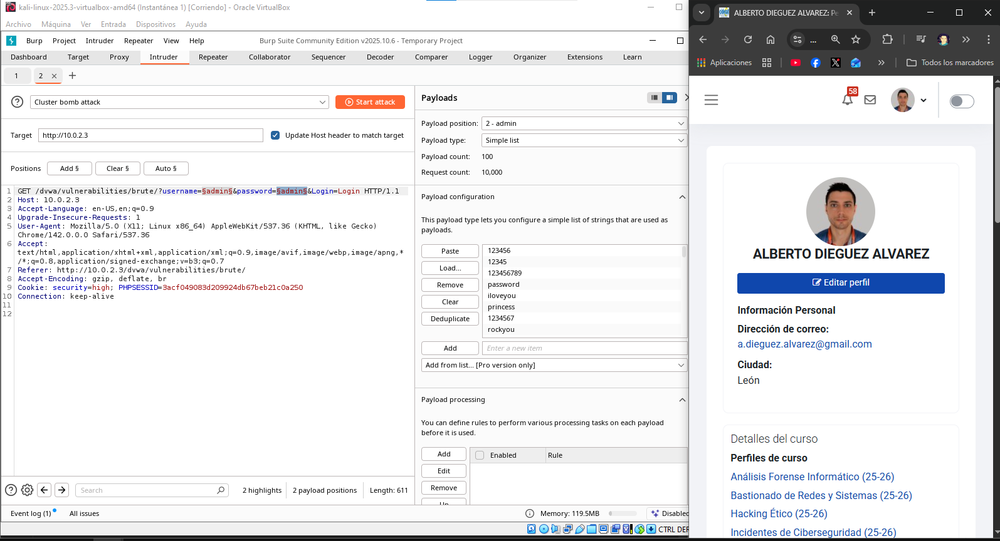 kali-linux-2025.3-virtualbox-amd64 (Instantánea 1) [Corriendo] - Oracle VirtualBox
Archivo Máquina Ver Entrada Dispositivos Ayuda
Burp Project Intruder Repeater View Help Burp Suite Community Edition v2025.10.6 - Temporary Project
Dashboard Target Proxy Intruder Repeater Collaborator Sequencer Decoder Comparer Logger Organizer Extensions Learn
1 2 × +
Cluster bomb attack Start attack
Target http://10.0.2.3 Update Host header to match target
Positions Add § Clear § Auto §
1 GET /dvwa/vulnerabilities/brute/?username=§admin§&password=§admin§&Login=Login HTTP/1.1
2 Host: 10.0.2.3
3 Accept-Language: en-US,en;q=0.9
4 Upgrade-Insecure-Requests: 1
5 User-Agent: Mozilla/5.0 (X11; Linux x86_64) AppleWebKit/537.36 (KHTML, like Gecko)
Chrome/142.0.0.0 Safari/537.36
6 Accept:
text/html,application/xhtml+xml,application/xml;q=0.9,image/avif,image/webp,image/apng,*
/*;q=0.8,application/signed-exchange;v=b3;q=0.7
7 Referer: http://10.0.2.3/dvwa/vulnerabilities/brute/
8 Accept-Encoding: gzip, deflate, br
9 Cookie: security=high; PHPSESSID=3acf049083d209924db67beb21c0a250
10 Connection: keep-alive
11
12
Search 2 highlights 2 payload positions Length: 611
Event log (1) All issues Memory: 119.5MB Disabled
Payloads
Payload position: 2 - admin
Payload type: Simple list
Payload count: 100
Request count: 10,000
Payload configuration
This payload type lets you configure a simple list of strings that are used as
payloads.
Paste
Load...
Remove
Clear
Deduplicate
123456
12345
123456789
password
iloveyou
princess
1234567
rockyou
Add Enter a new item
Add from list... [Pro version only]
Payload processing
You can define rules to perform various processing tasks on each payload
before it is used.
Add
Edit
Remove
Up
Enabled Rule
CTRL DER
ALBERTO DIEGUEZ ALVAREZ: Pe
...
Aplicaciones » Todos los marcadores
58
ALBERTO DIEGUEZ ALVAREZ
Editar perfil
Información Personal
Dirección de correo:
a.dieguez.alvarez@gmail.com
Ciudad:
León
Detalles del curso
Perfiles de curso
Análisis Forense Informático (25-26)
Bastionado de Redes y Sistemas (25-26)
Hacking Ético (25-26)
Incidentes de Ciberseguridad (25-26)